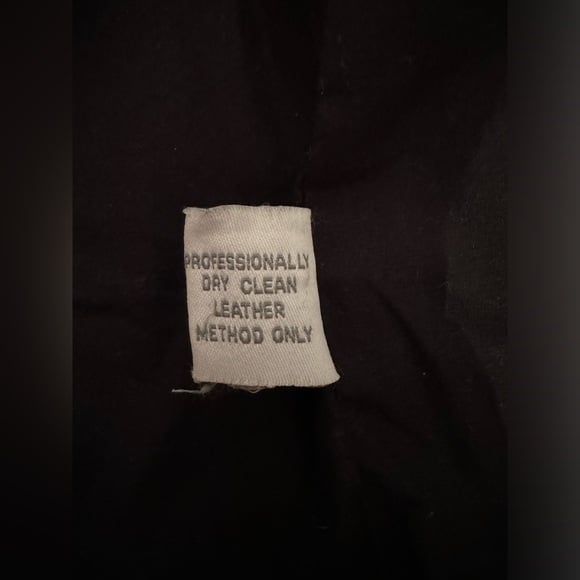 PROFESSIONALLY
DRY CLEAN
LEATHER
METHOD ONLY